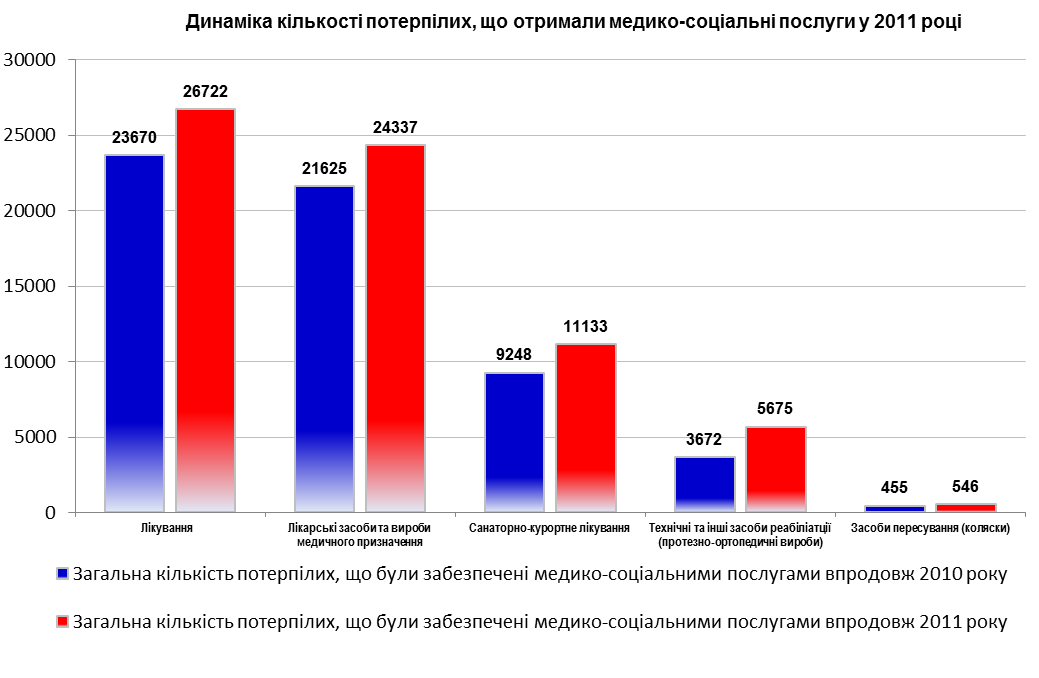 Динаміка кількості потерпілих, що отримали медико-соціальні послуги у 2011 році
30000
25000
20000
15000
10000
5000
0
23670
26722
21625
24337
9248
11133
3672
5675
455
546
Лікування
Лікарські засоби та вироби
медичного призначення
Санаторно-курортне лікування
Технічні та інші засоби реабіліатції
(протезно-ортопедичні вироби)
Засоби пересування (коляски)
Загальна кількість потерпілих, що були забезпечені медико-соціальними послугами впродовж 2010 року
Загальна кількість потерпілих, що були забезпечені медико-соціальними послугами впродовж 2011 року